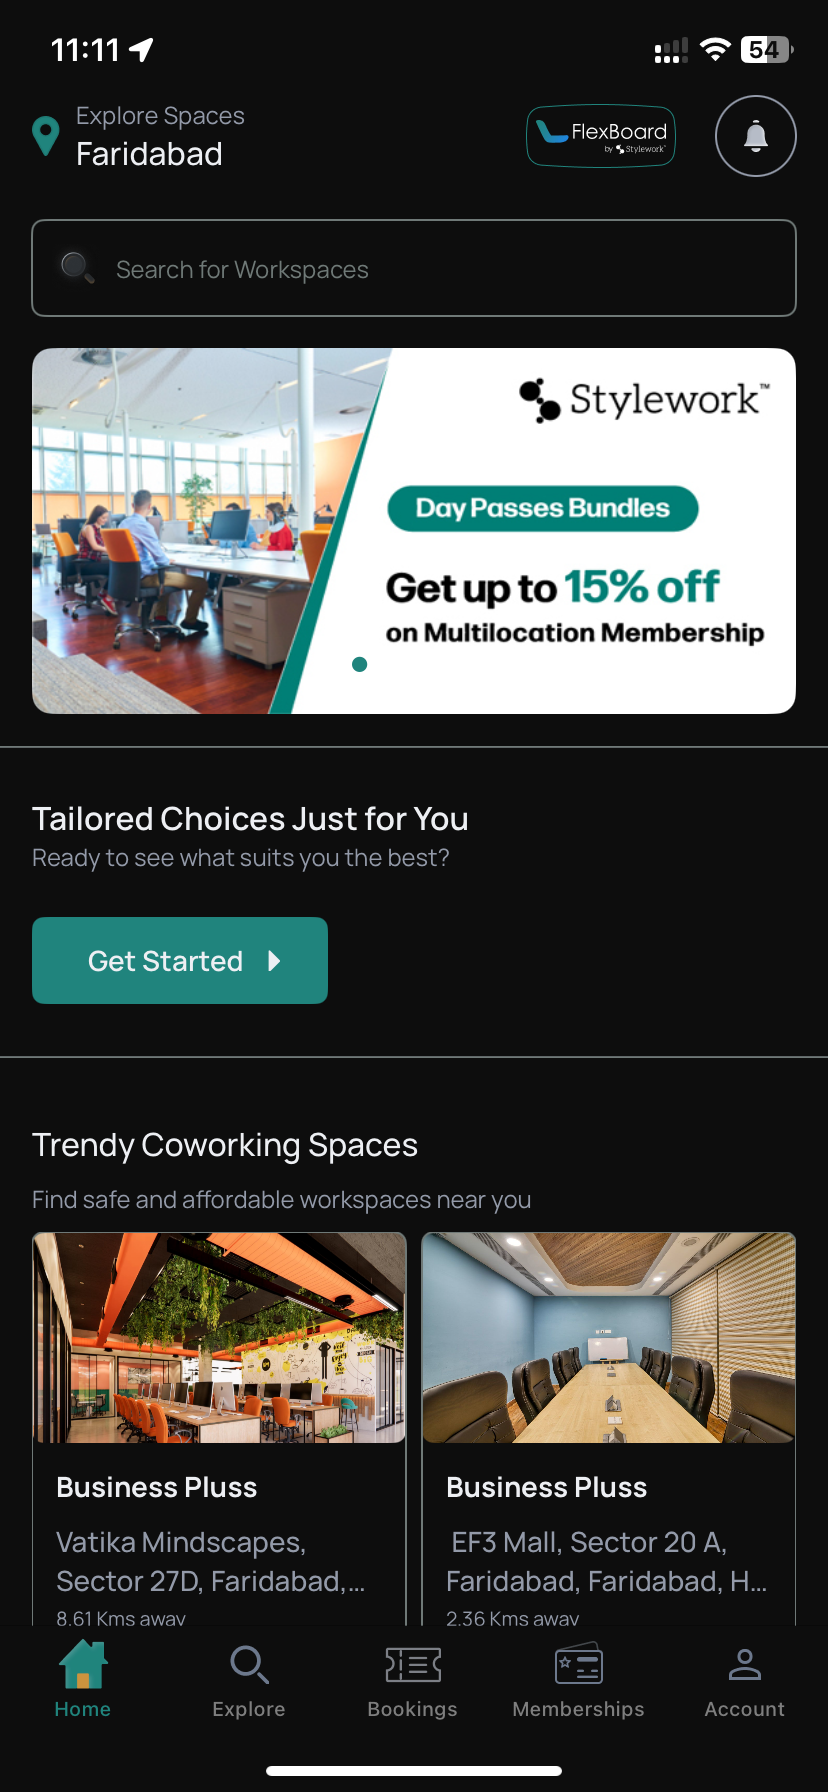 11:11
54
Explore Spaces
Faridabad
FlexBoard
by Stylework
Search for Workspaces
Stylework™
Day Passes Bundles
Get up to 15% off
on Multilocation Membership
Tailored Choices Just for You
Ready to see what suits you the best?
Get Started
Trendy Coworking Spaces
Find safe and affordable workspaces near you
Business Pluss
Vatika Mindscapes,
Sector 27D, Faridabad,...
8.61 Kms away
Business Pluss
EF3 Mall, Sector 20 A,
Faridabad, Faridabad, H...
2.36 Kms away
Home
Explore
Bookings
Memberships
Account